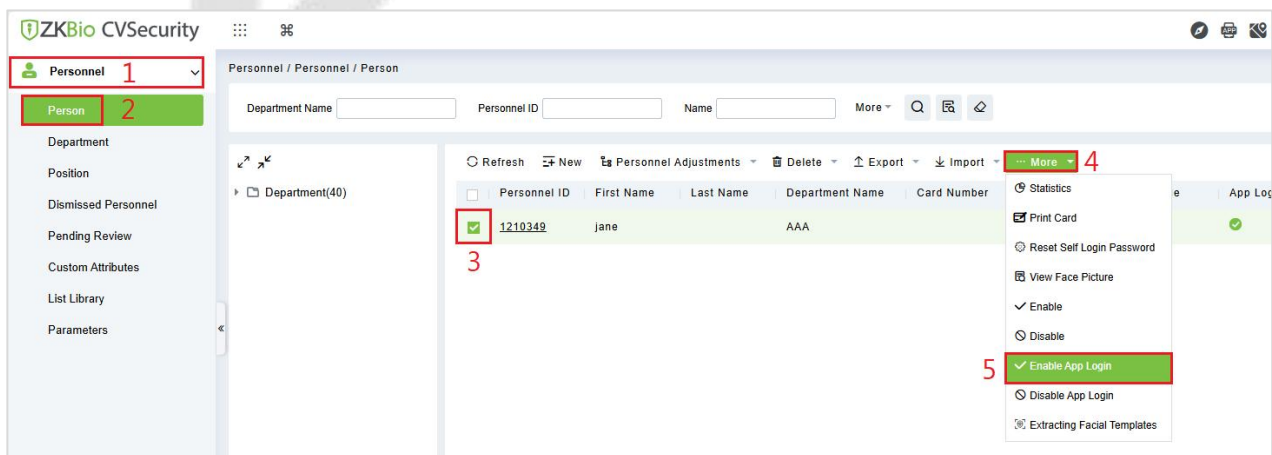 ZKBio CVSecurity
APP
Personnel 1
Personnel / Personnel / Person
Person 2
Department Name Personnel ID Name More
Department
Position
Dismissed Personnel
Pending Review
Custom Attributes
List Library
Parameters
Refresh New Personnel Adjustments Delete Export Import ··· More 4
Department(40)
Personnel ID First Name Last Name Department Name Card Number e App Log
1210349 jane AAA
3
Statistics
Print Card
Reset Self Login Password
View Face Picture
Enable
Disable
5 Enable App Login
Disable App Login
Extracting Facial Templates